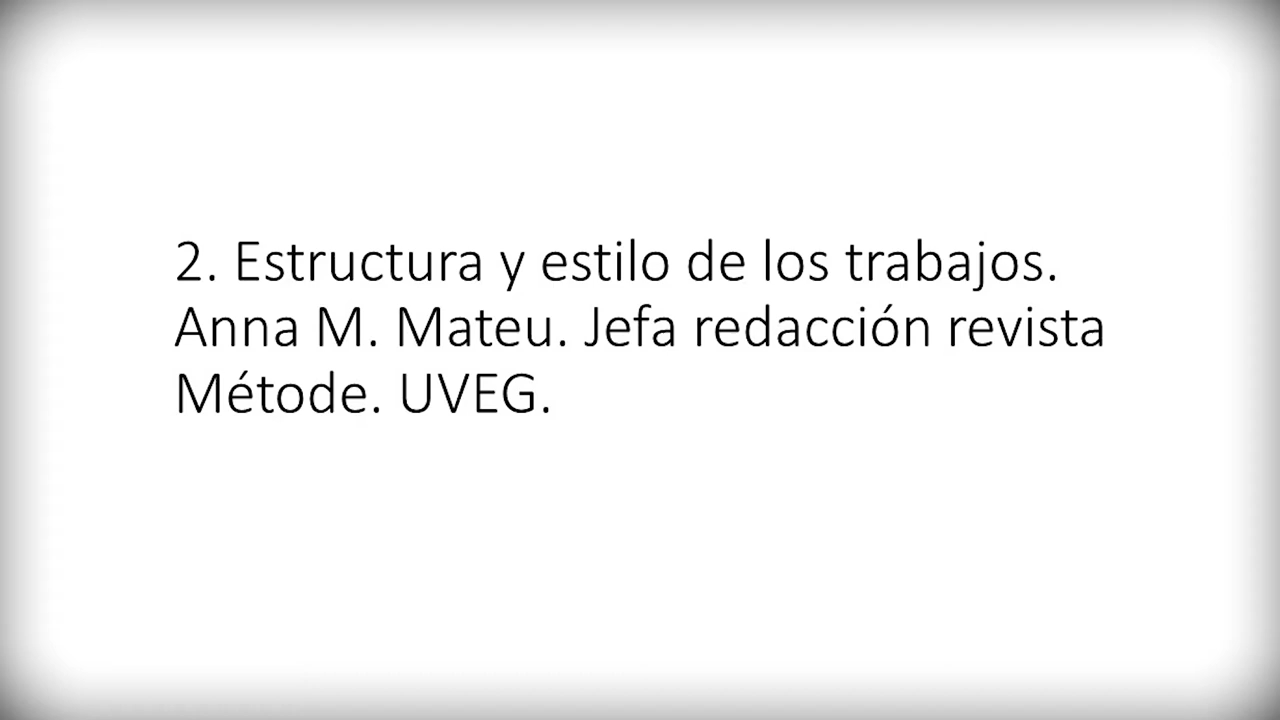 2. Estructura y estilo de los trabajos.
Anna M. Mateu. Jefa redacción revista
Métode. UVEG.